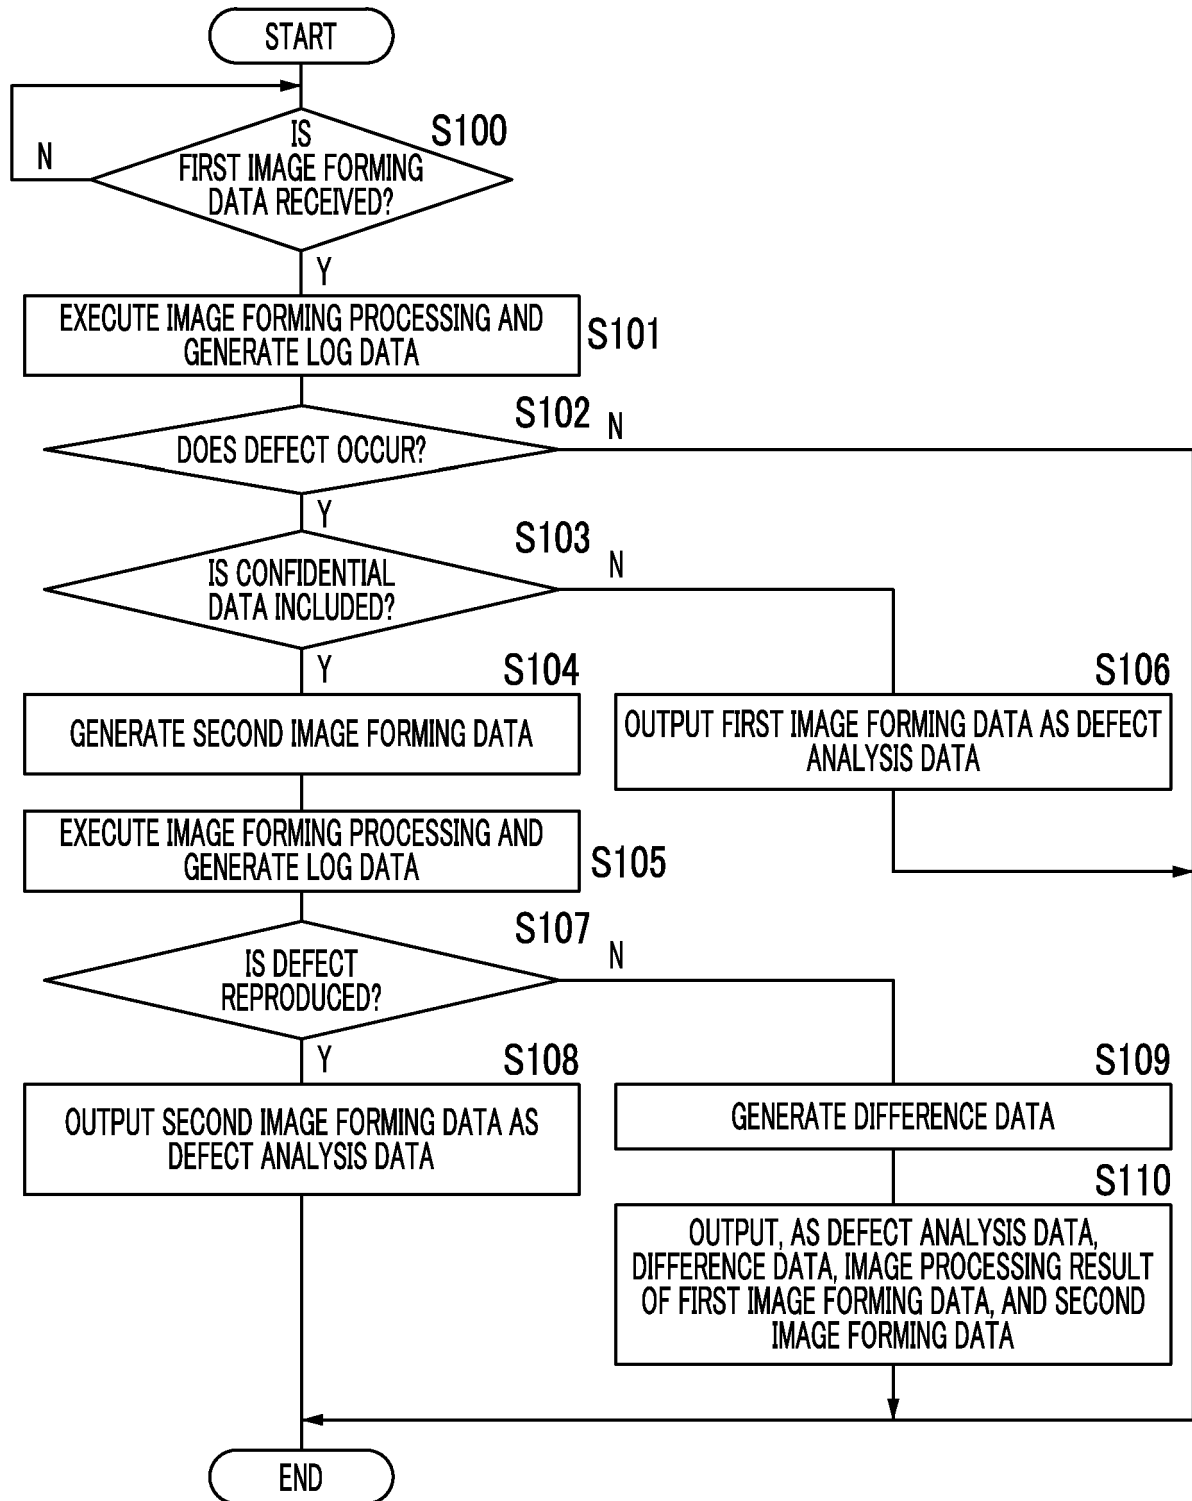 START
IS
FIRST IMAGE FORMING
DATA RECEIVED?
S100
N
Y
EXECUTE IMAGE FORMING PROCESSING AND
GENERATE LOG DATA
S101
DOES DEFECT OCCUR?
S102
N
Y
IS CONFIDENTIAL
DATA INCLUDED?
S103
N
Y
S104
GENERATE SECOND IMAGE FORMING DATA
S106
OUTPUT FIRST IMAGE FORMING DATA AS DEFECT
ANALYSIS DATA
EXECUTE IMAGE FORMING PROCESSING AND
GENERATE LOG DATA
S105
IS DEFECT
REPRODUCED?
S107
N
Y
S108
OUTPUT SECOND IMAGE FORMING DATA AS
DEFECT ANALYSIS DATA
S109
GENERATE DIFFERENCE DATA
S110
OUTPUT, AS DEFECT ANALYSIS DATA,
DIFFERENCE DATA, IMAGE PROCESSING RESULT
OF FIRST IMAGE FORMING DATA, AND SECOND
IMAGE FORMING DATA
END